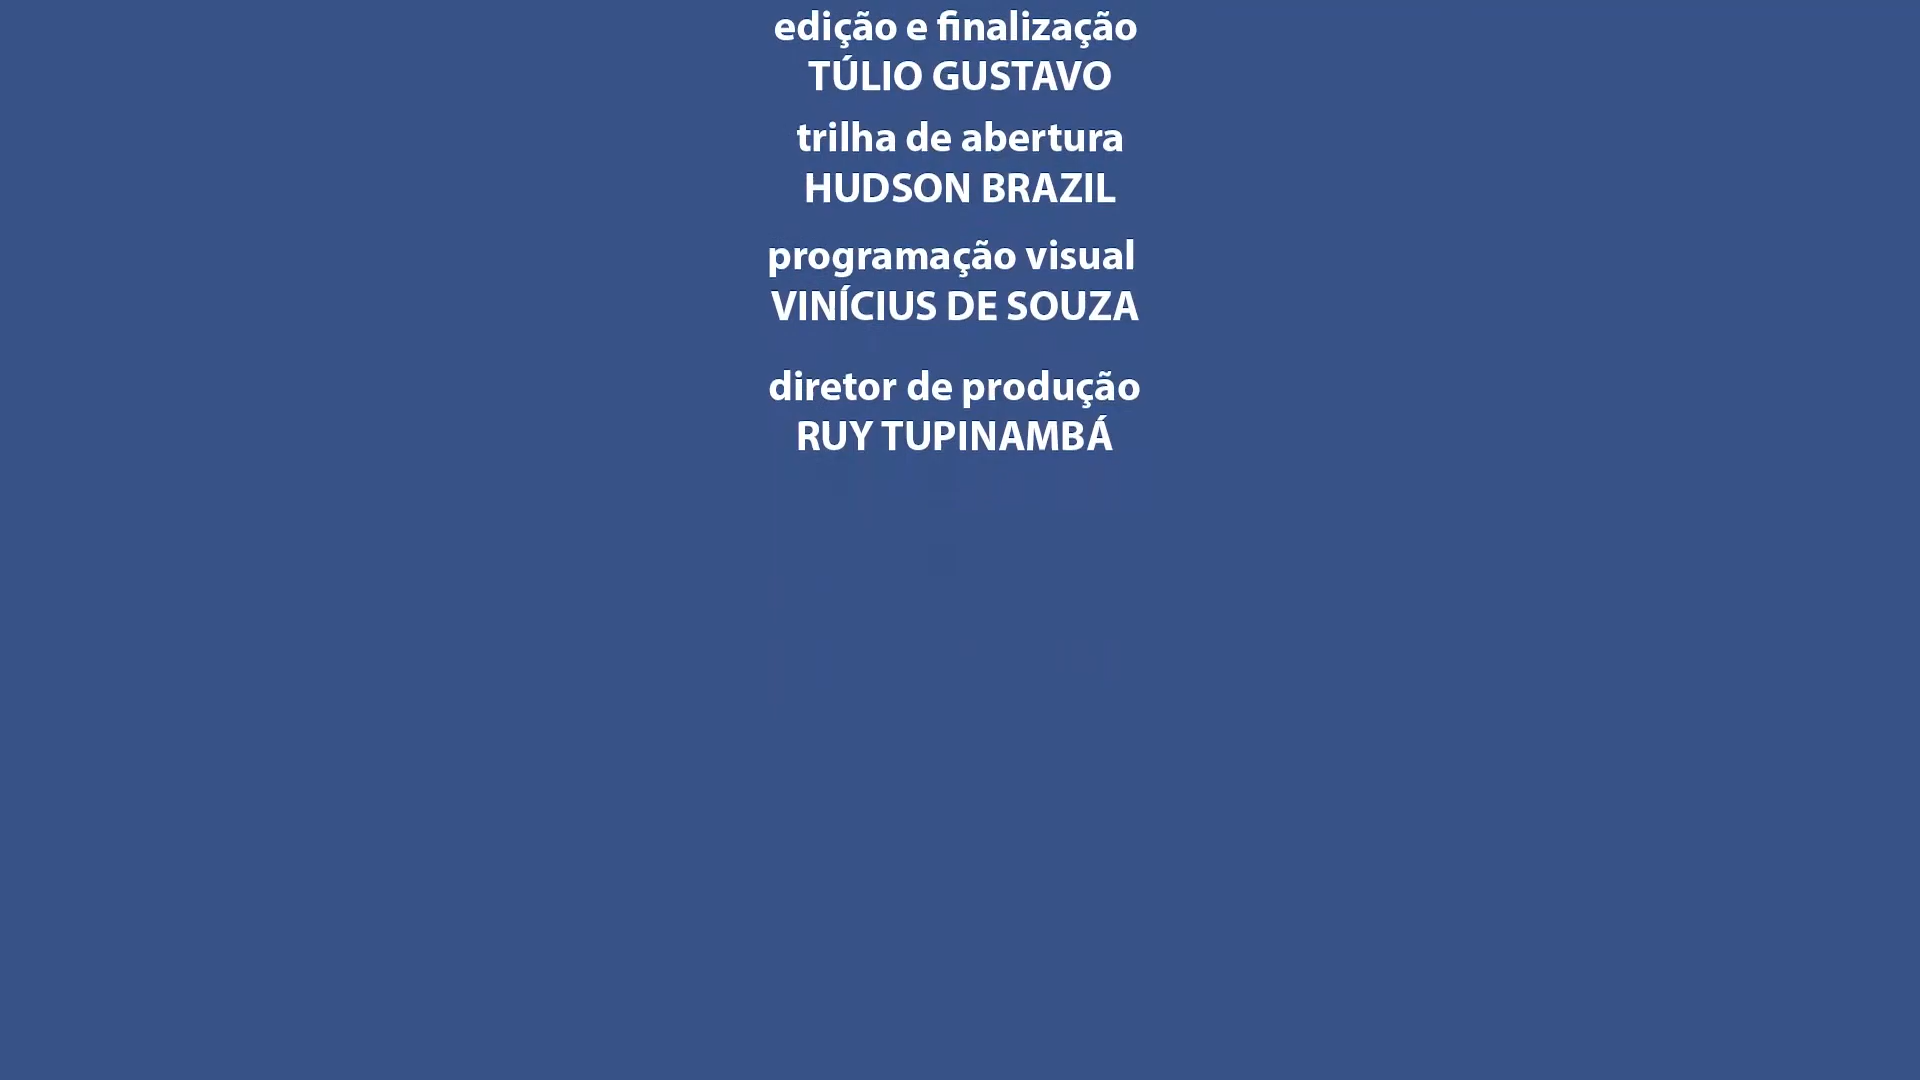 edição e finalização
TÚLIO GUSTAVO
trilha de abertura
HUDSON BRAZIL
programação visual
VINÍCIUS DE SOUZA
diretor de produção
RUY TUPINAMBÁ